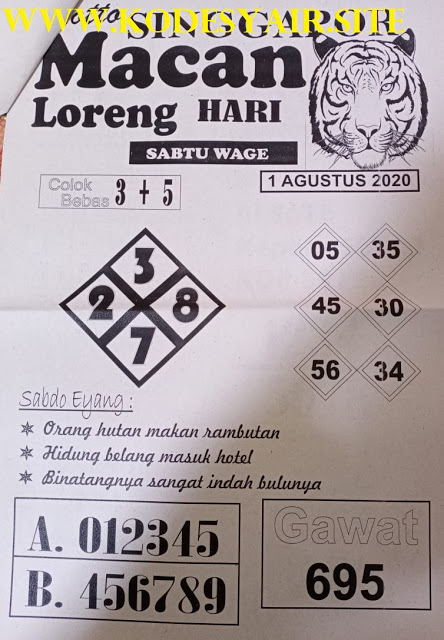 WWW.KODESYAIR.SITE
otto SINGGAPUR
Macan
Loreng HARI
SABTU WAGE
1 AGUSTUS 2020
Colok Bebas 3 + 5
3
2 8
7
05 35
45 30
56 34
Sabdo Eyang :
✶ Orang hutan makan rambutan
✶ Hidung belang masuk hotel
✶ Binatangnya sangat indah bulunya
A. 012345
B. 456789
Gawat
695